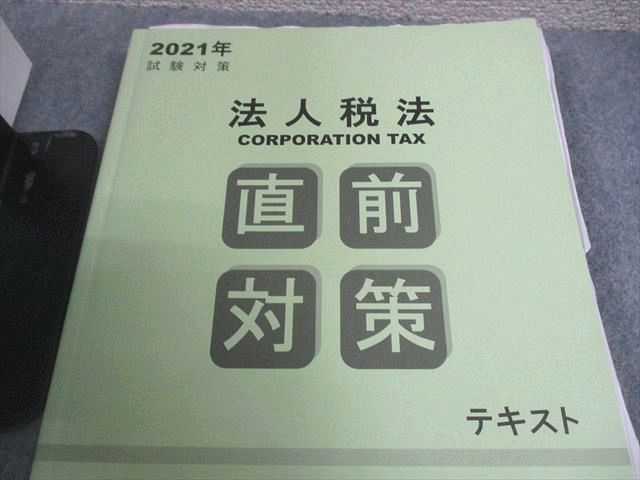 2021年
試験対策
法人税法
CORPORATION TAX
直前
対策
テキスト